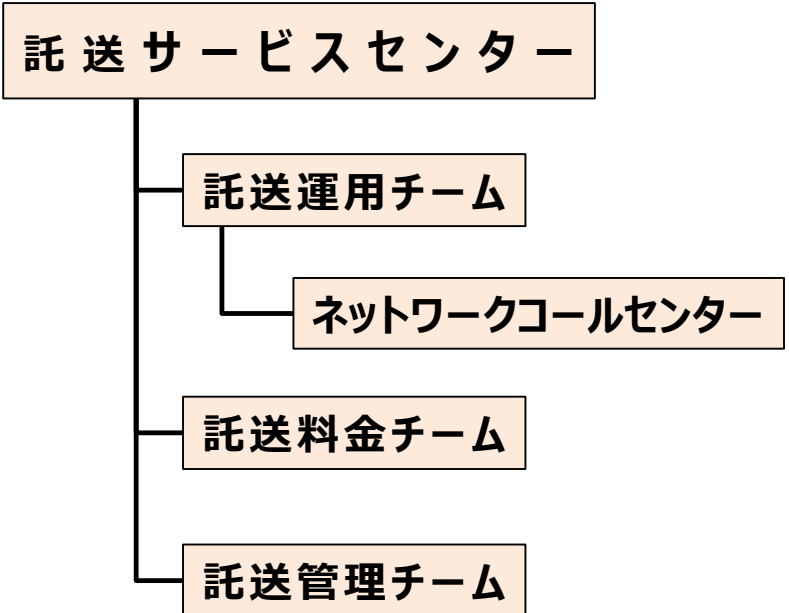 託送サービスセンター
託送運用チーム
ネットワークコールセンター
託送料金チーム
託送管理チーム